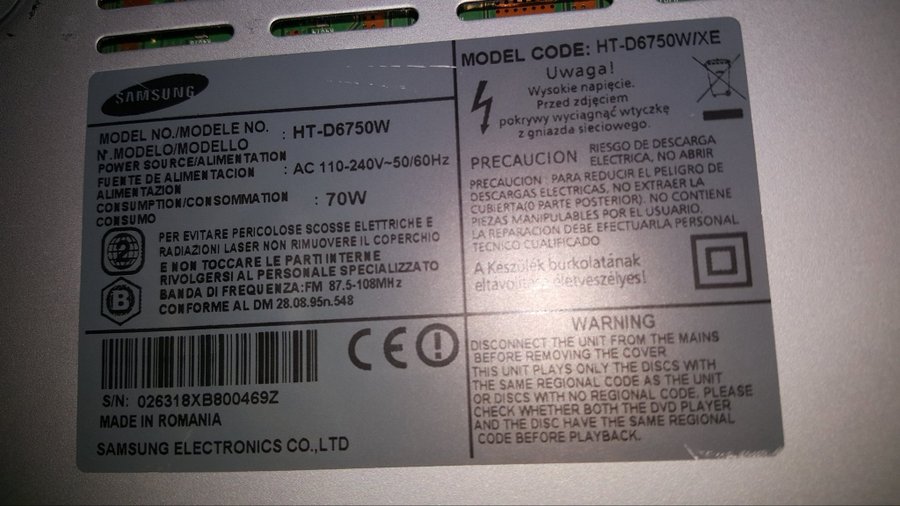 SAMSUNG
MODEL NO./MODELE NO.
N°.MODELO/MODELLO
: HT-D6750W
POWER SOURCE/ALIMENTATION
FUENTE DE ALIMENTACION
ALIMENTAZION
: AC 110-240V~50/60Hz
CONSUMPTION/CONSOMMATION
CONSUMO
: 70W
2
B
PER EVITARE PERICOLOSE SCOSSE ELETTRICHE E
RADIAZIONI LASER NON RIMUOVERE IL COPERCHIO
E NON TOCCARE LE PARTI INTERNE
RIVOLGERSI AL PERSONALE SPECIALIZZATO
BANDA DI FREQUENZA:FM 87.5-108MHz
CONFORME AL DM 28.08.95n.548
S/N: 026318XB800469Z
MADE IN ROMANIA
SAMSUNG ELECTRONICS CO.,LTD
CE
MODEL CODE: HT-D6750W/XE
Uwaga!
Wysokie napięcie.
Przed zdjęciem
pokrywy wyciągnąć wtyczkę
z gniazda sieciowego.
PRECAUCION
RIESGO DE DESCARGA
ELECTRICA, NO ABRIR
PRECAUCION : PARA REDUCIR EL PELIGRO DE
DESCARGAS ELECTRICAS, NO EXTRAER LA
CUBIERTA(O PARTE POSTERIOR). NO CONTIENE
PIEZAS MANIPULABLES POR EL USUARIO.
LA REPARACION DEBE EFECTUARLA PERSONAL
TECNICO CUALIFICADO
A Készülék burkolatának
életveszélyes!
WARNING
DISCONNECT THE UNIT FROM THE MAINS
BEFORE REMOVING THE COVER
THIS UNIT PLAYS ONLY THE DISCS WITH
THE SAME REGIONAL CODE AS THE UNIT
OR DISCS WITH NO REGIONAL CODE. PLEASE
CHECK WHETHER BOTH THE DVD PLAYER
AND THE DISC HAVE THE SAME REGIONAL
CODE BEFORE PLAYBACK.